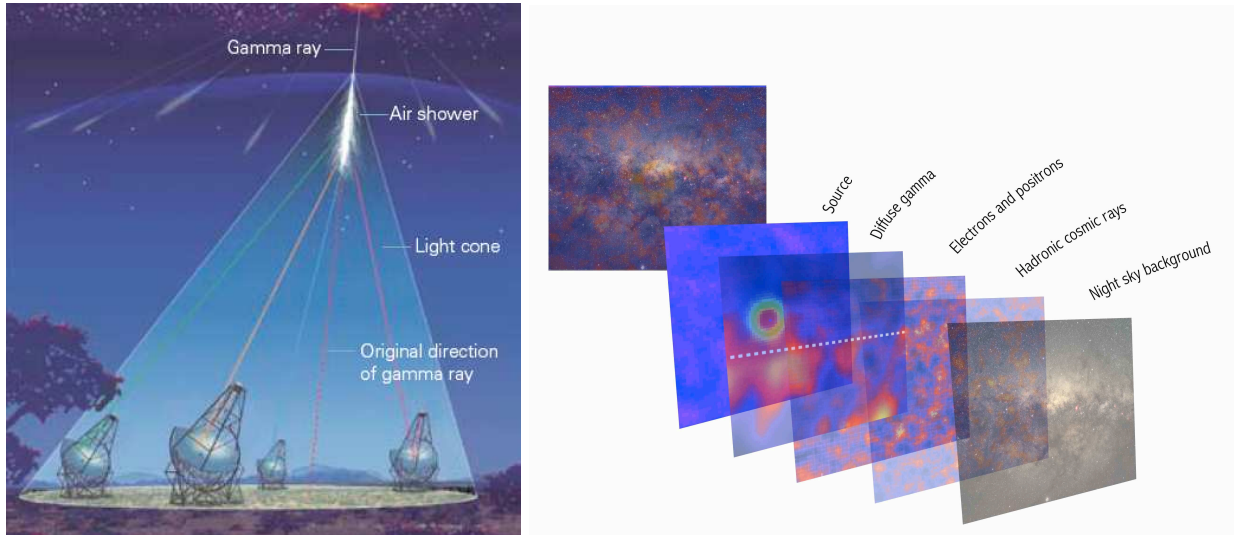 Gamma ray
Air shower
Light cone
Original direction
of gamma ray
Source
Diffuse gamma
Electrons and positrons
Hadronic cosmic rays
Night sky background